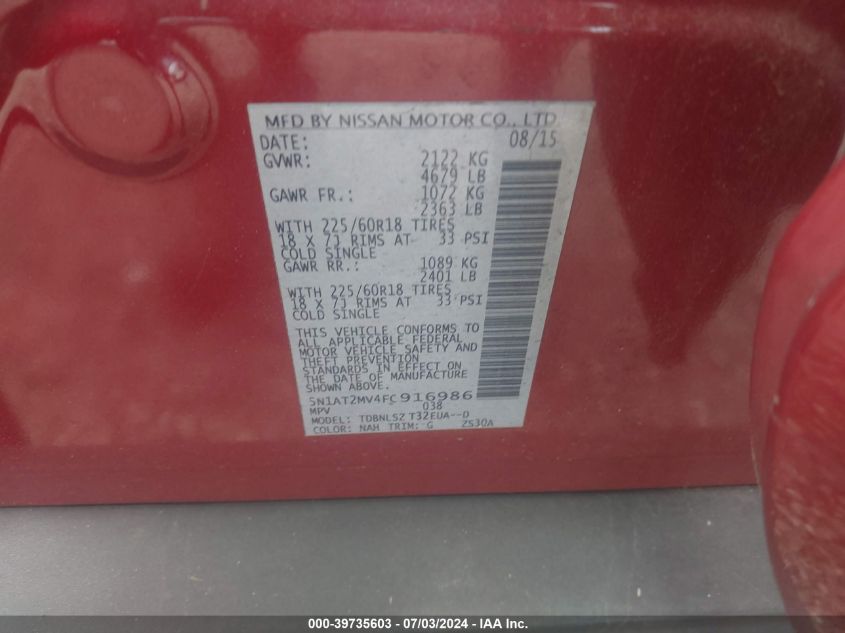 MFD BY NISSAN MOTOR CO., LTD
DATE: 08/15
GVWR: 2122 KG
4679 LB
GAWR FR.: 1072 KG
2363 LB
WITH 225/60R18 TIRES
18 X 7J RIMS AT 33 PSI
COLD SINGLE
GAWR RR.: 1089 KG
2401 LB
WITH 225/60R18 TIRES
18 X 7J RIMS AT 33 PSI
COLD SINGLE
THIS VEHICLE CONFORMS TO
ALL APPLICABLE FEDERAL
MOTOR VEHICLE SAFETY AND
THEFT PREVENTION
STANDARDS IN EFFECT ON
THE DATE OF MANUFACTURE
SHOWN ABOVE.
5N1AT2MV4FC916986
MPV 038
MODEL: TDBNLSZ T32EUA--D
COLOR: NAH TRIM: G ZS30A
000-39735603 - 07/03/2024 - IAA Inc.